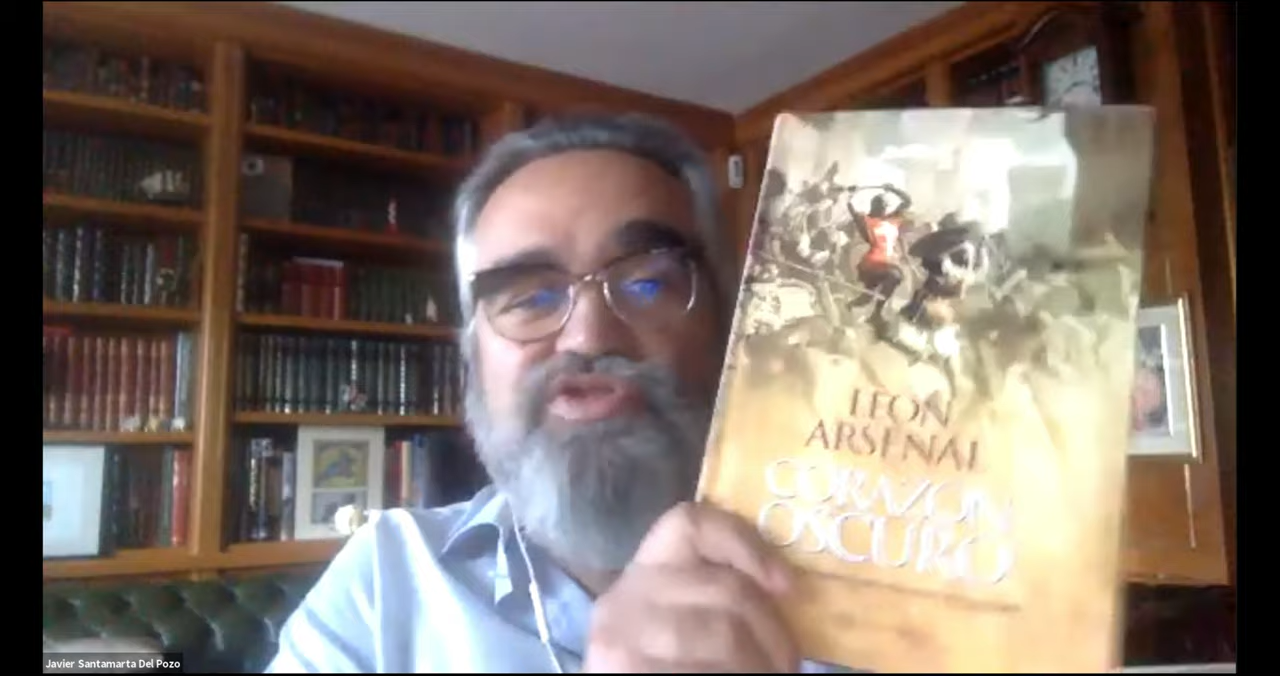 LEÓN
ARSENAL
CORAZÓN
OSCURO
Javier Santamarta Del Pozo